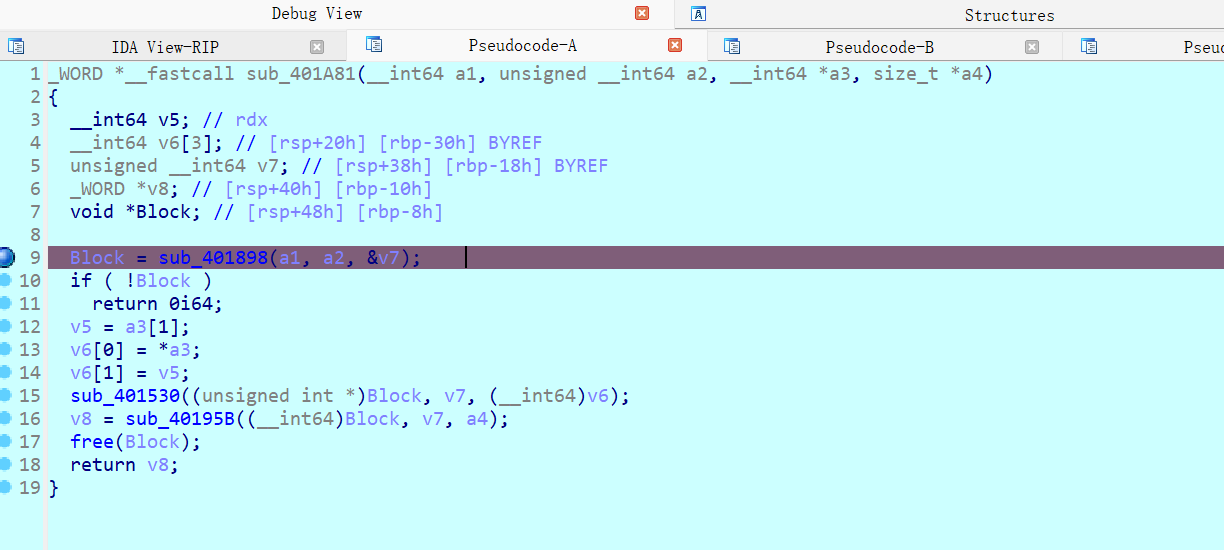 Debug View
Structures
IDA View-RIP
Pseudocode-A
Pseudocode-B
Pseuc
1 _WORD *__fastcall sub_401A81(__int64 a1, unsigned __int64 a2, __int64 *a3, size_t *a4)
2 {
3   __int64 v5; // rdx
4   __int64 v6[3]; // [rsp+20h] [rbp-30h] BYREF
5   unsigned __int64 v7; // [rsp+38h] [rbp-18h] BYREF
6   _WORD *v8; // [rsp+40h] [rbp-10h]
7   void *Block; // [rsp+48h] [rbp-8h]
8
9   Block = sub_401898(a1, a2, &v7);
10   if ( !Block )
11     return 0i64;
12   v5 = a3[1];
13   v6[0] = *a3;
14   v6[1] = v5;
15   sub_401530((unsigned int *)Block, v7, (__int64)v6);
16   v8 = sub_40195B((__int64)Block, v7, a4);
17   free(Block);
18   return v8;
19 }